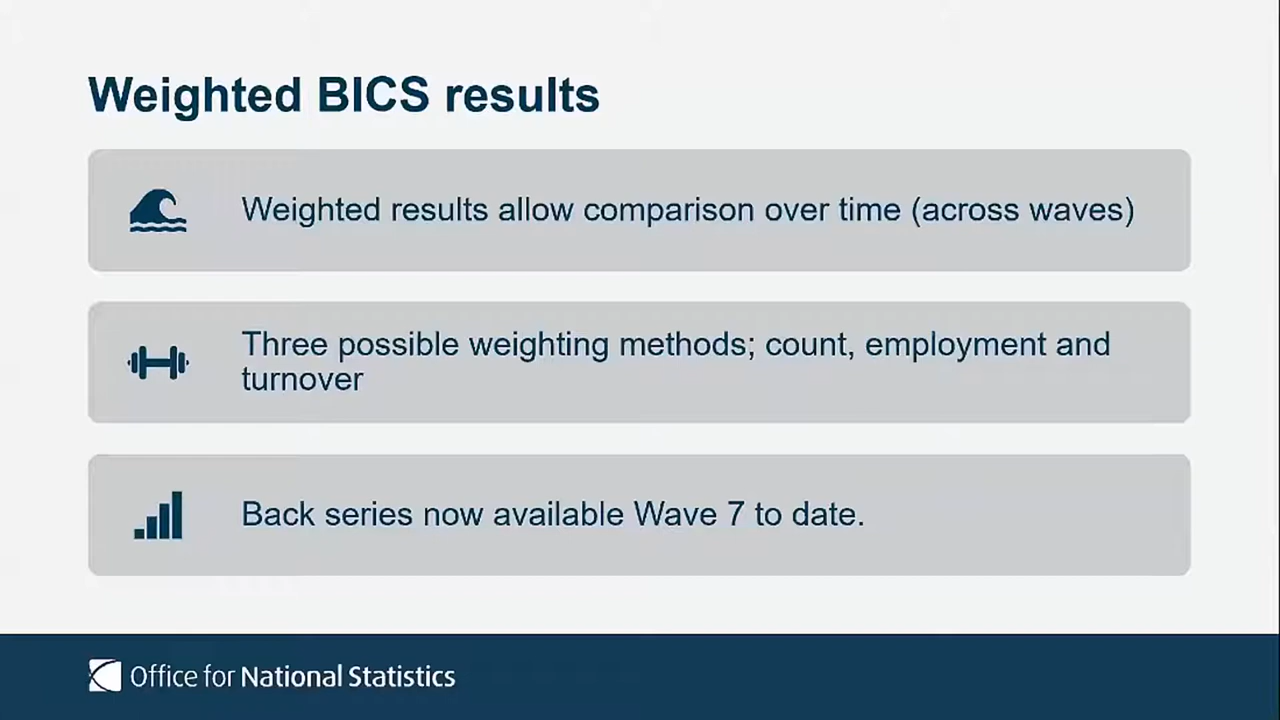 Weighted BICS results
Weighted results allow comparison over time (across waves)
Three possible weighting methods; count, employment and
turnover
Back series now available Wave 7 to date.
Office for National Statistics